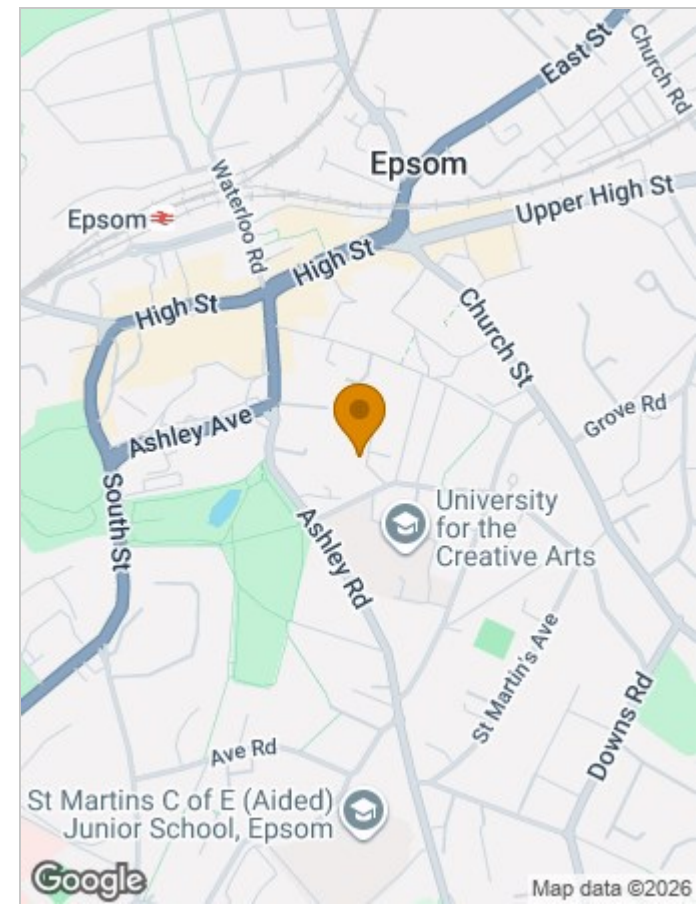 East St
Church Rd
Epsom
Waterloo Rd
Epsom
Upper High St
High St
High St
Church St
Grove Rd
Ashley Ave
South St
University
for the
Creative Arts
Ashley Rd
St Martin's Ave
Downs Rd
Ave Rd
St Martins C of E (Aided)
Junior School, Epsom
Google
Map data ©2026